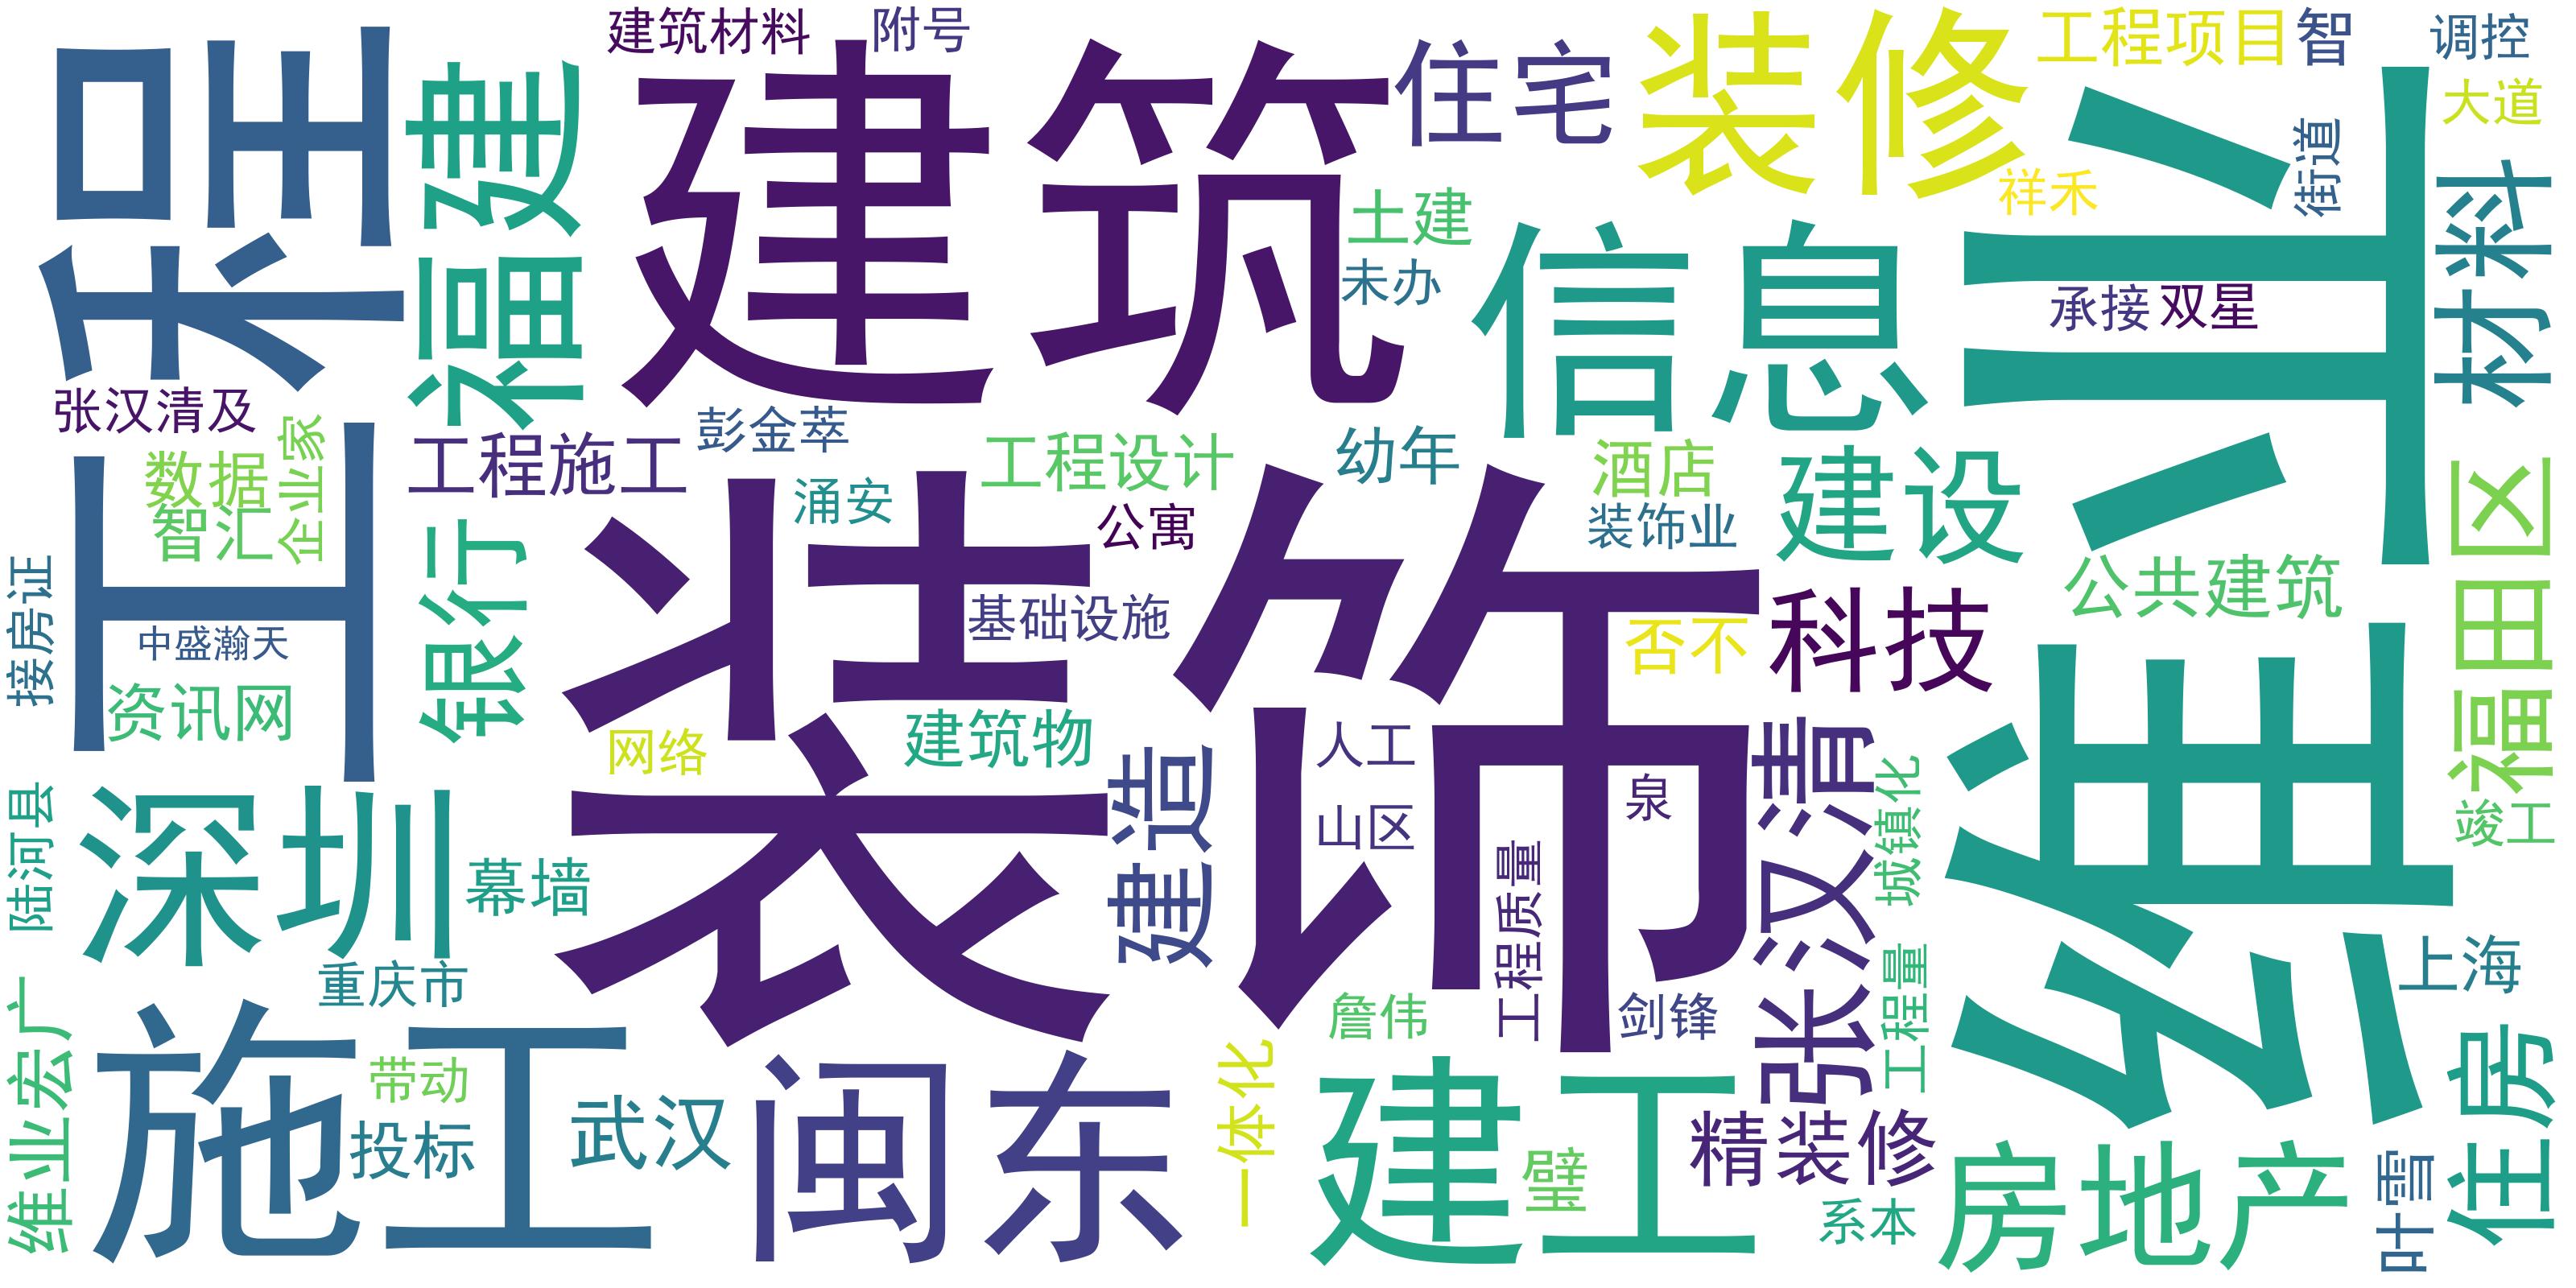 建筑材料
附号
工程项目
智
调控
工程
福建
建筑
住宅
装修
大道
街道
祥禾
土建
未办
信息
维业
承接
双星
材料
张汉清及
企业家
数据
智汇
工程施工
彭金萃
涌安
工程设计
公寓
幼年
酒店
装饰业
建设
公共建筑
福田区
接房证
中盛瀚天
资讯网
银行
装饰
基础设施
否不
科技
网络
建筑物
人工
山区
泉
张汉清
城镇化
竣工
陆河县
深圳
幕墙
重庆市
建造
工程质量
工程量
上海
詹伟
剑锋
维业宏广
施工
带动
投标
武汉
闽东
一体化
建工
璧
精装修
系本
房地产
叶雪
住房